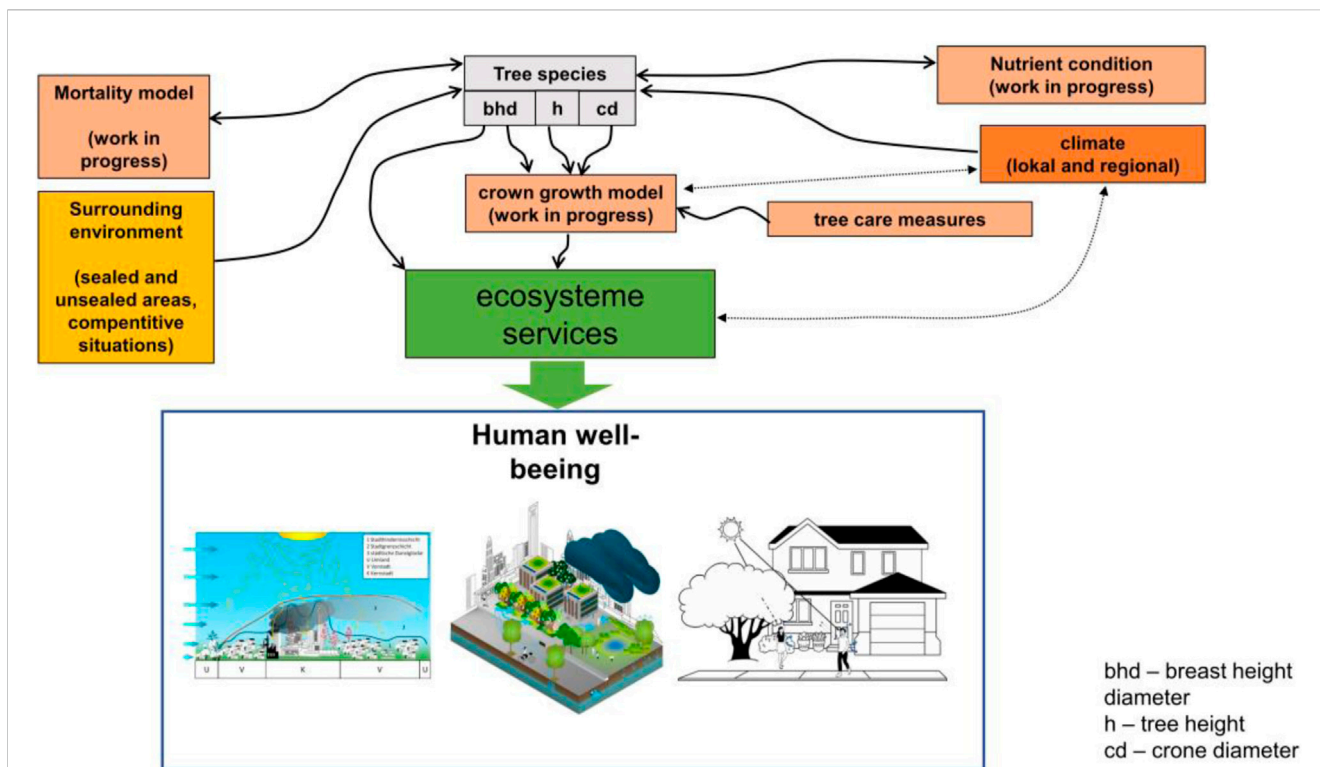 Tree species
bhd
h
cd
Nutrient condition
(work in progress)
Mortality model
(work in
progress)
climate
(lokal and regional)
crown growth model
(work in progress)
tree care measures
Surrounding
environment
(sealed and
unsealed areas,
compentitive
situations)
ecosysteme
services
Human well-
beeing
U
V
K
V
U
bhd – breast height
diameter
h – tree height
cd – crone diameter